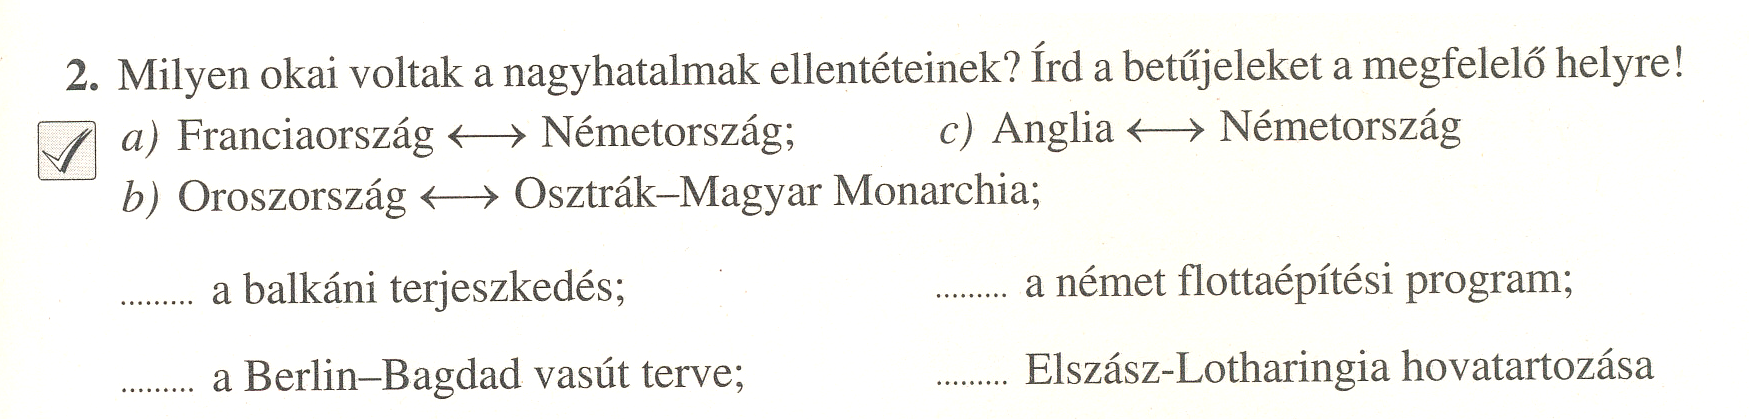 2. Milyen okai voltak a nagyhatalmak ellentéteinek? Írd a betűjeleket a megfelelő helyre!
a) Franciaország ⟷ Németország; c) Anglia ⟷ Németország
b) Oroszország ⟷ Osztrák–Magyar Monarchia;
......... a balkáni terjeszkedés; ......... a német flottaépítési program;
......... a Berlin–Bagdad vasút terve; ......... Elszász-Lotharingia hovatartozása